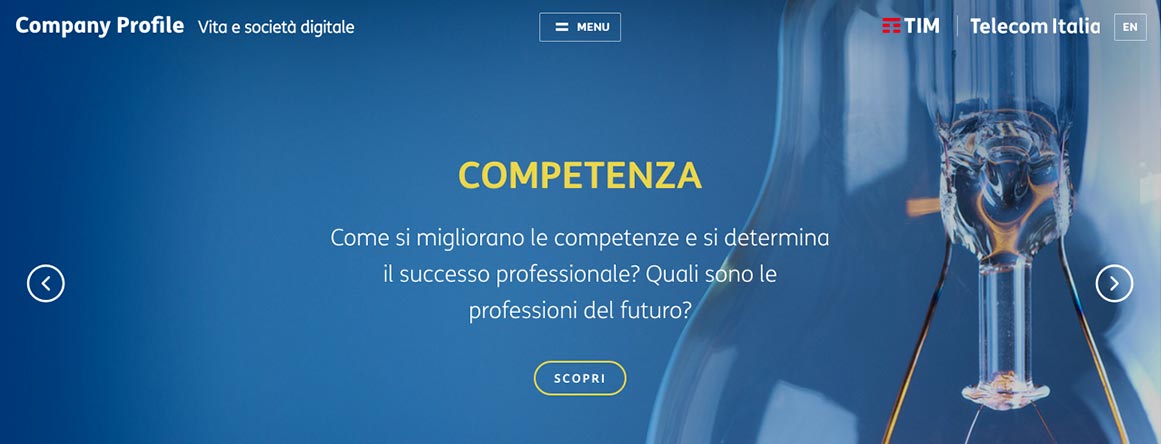 Company Profile Vita e società digitale
MENU
TIM Telecom Italia EN
COMPETENZA
Come si migliorano le competenze e si determina
il successo professionale? Quali sono le
professioni del futuro?
SCOPRI